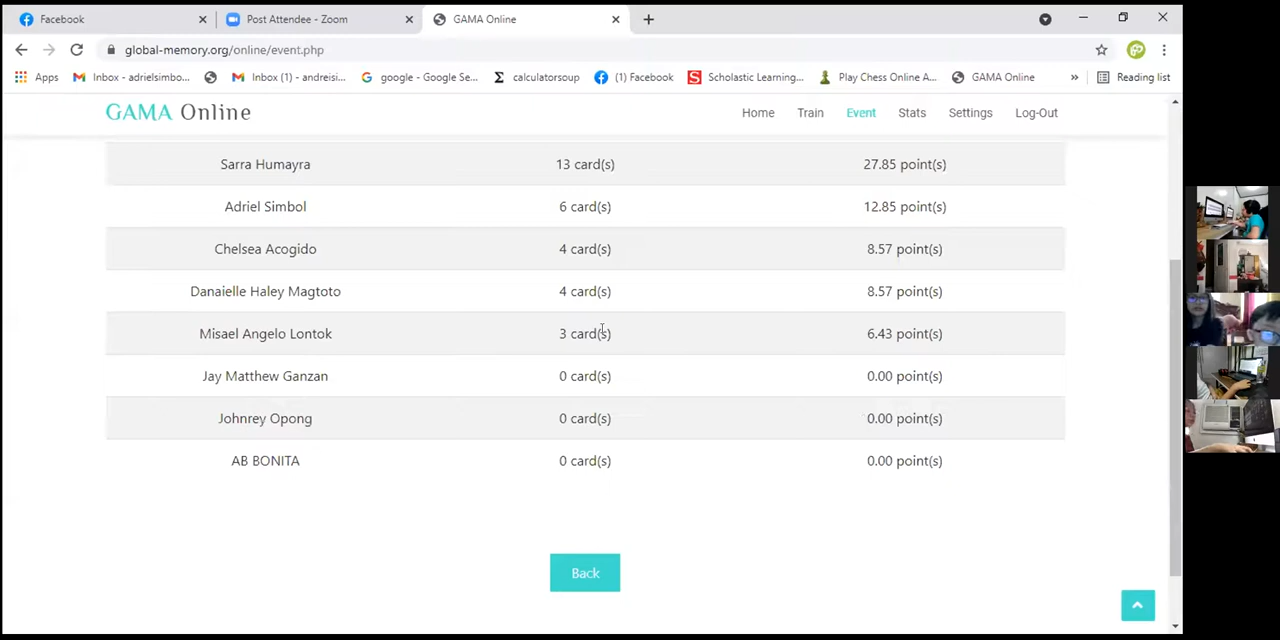 Facebook
Post Attendee - Zoom
GAMA Online
global-memory.org/online/event.php
Apps
Inbox - adrielsimbo...
Inbox (1) - andreisi...
google - Google Se...
calculatorsoup
(1) Facebook
Scholastic Learning...
Play Chess Online A...
GAMA Online
Reading list
GAMA Online
Home Train Event Stats Settings Log-Out
Sarra Humayra 13 card(s) 27.85 point(s)
Adriel Simbol 6 card(s) 12.85 point(s)
Chelsea Acogido 4 card(s) 8.57 point(s)
Danaielle Haley Magtoto 4 card(s) 8.57 point(s)
Misael Angelo Lontok 3 card(s) 6.43 point(s)
Jay Matthew Ganzan 0 card(s) 0.00 point(s)
Johnrey Opong 0 card(s) 0.00 point(s)
AB BONITA 0 card(s) 0.00 point(s)
Back